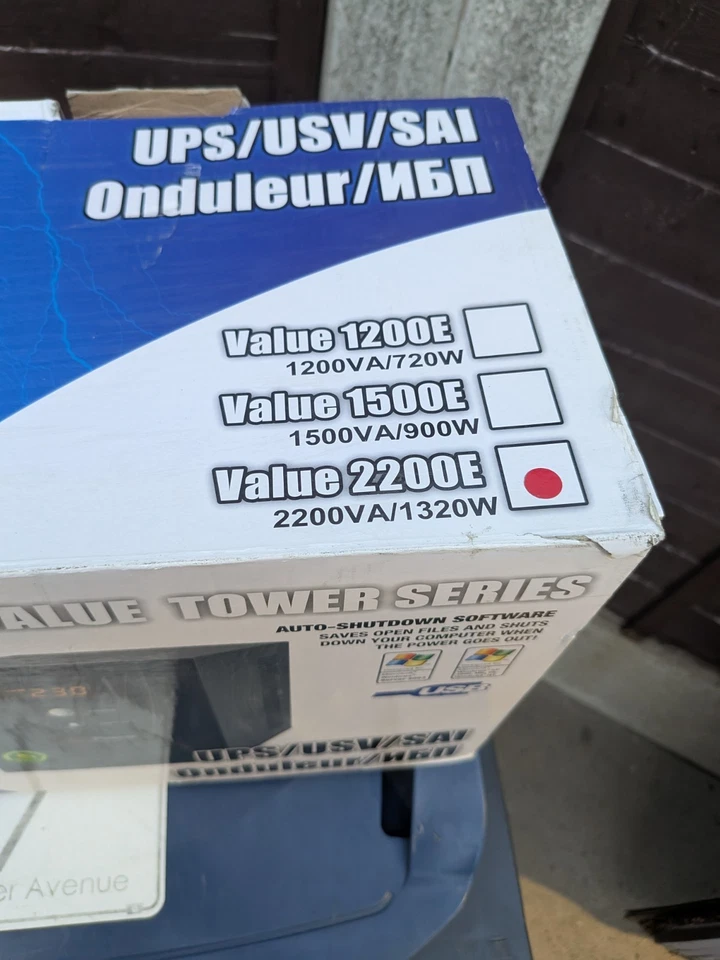 UPS/USV/SAI
Onduleur/ИБП
Value 1200E
1200VA/720W
Value 1500E
1500VA/900W
Value 2200E
2200VA/1320W
TOWER SERIES
AUTO-SHUTDOWN SOFTWARE
SAVES OPEN FILES AND SHUTS
DOWN YOUR COMPUTER WHEN
THE POWER GOES OUT!
USB
230
UPS/USV/SAI
onduleur/ИБП
Avenue